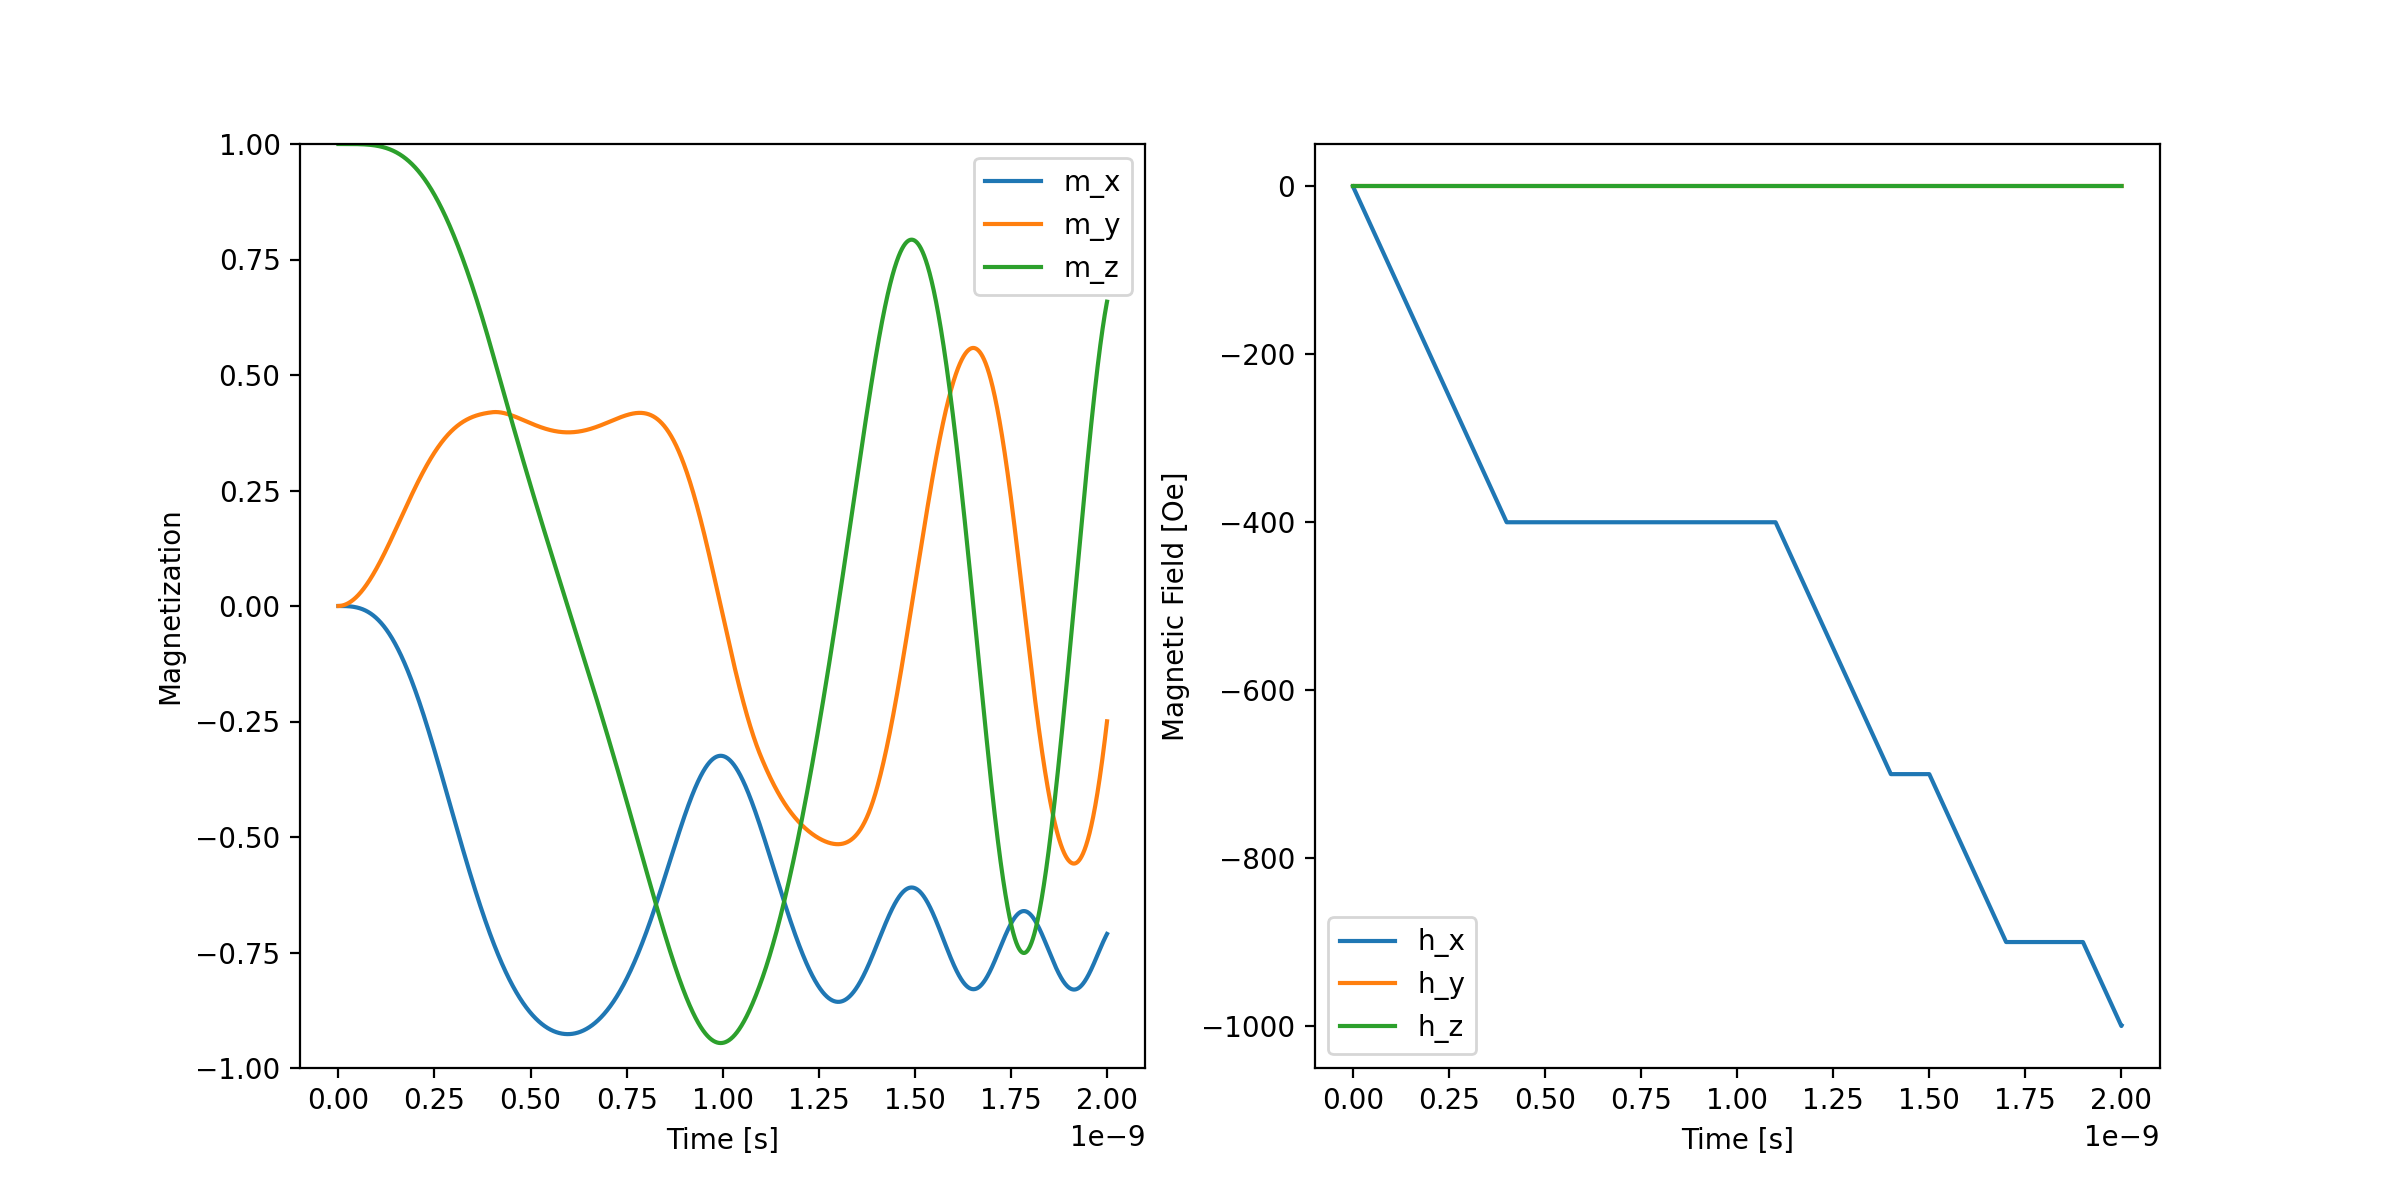 Magnetization
1.00
0.75
0.50
0.25
0.00
−0.25
−0.50
−0.75
−1.00
m_x
m_y
m_z
0.00 0.25 0.50 0.75 1.00 1.25 1.50 1.75 2.00
Time [s]
1e−9
Magnetic Field [Oe]
0
−200
−400
−600
−800
−1000
h_x
h_y
h_z
0.00 0.25 0.50 0.75 1.00 1.25 1.50 1.75 2.00
Time [s]
1e−9